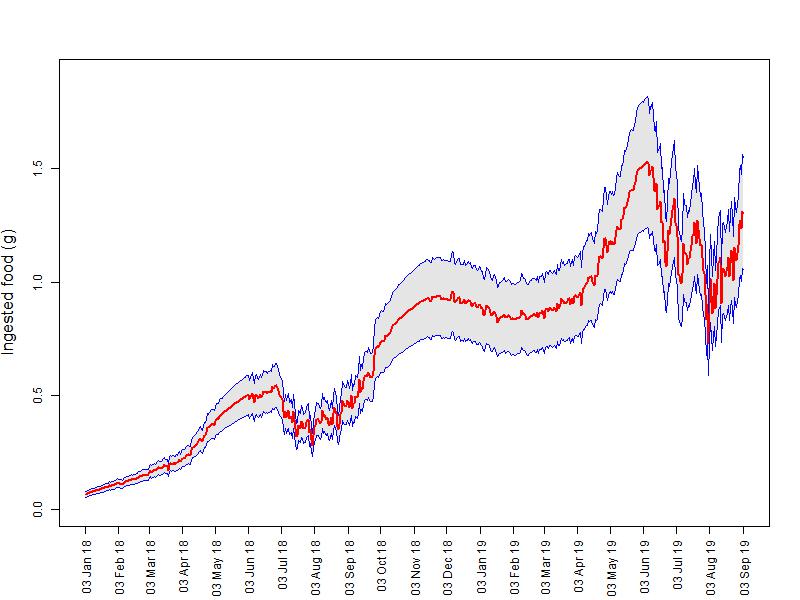 Ingested food (g)
1.5
1.0
0.5
0.0
03 Jan 18
03 Feb 18
03 Mar 18
03 Apr 18
03 May 18
03 Jun 18
03 Jul 18
03 Aug 18
03 Sep 18
03 Oct 18
03 Nov 18
03 Dec 18
03 Jan 19
03 Feb 19
03 Mar 19
03 Apr 19
03 May 19
03 Jun 19
03 Jul 19
03 Aug 19
03 Sep 19